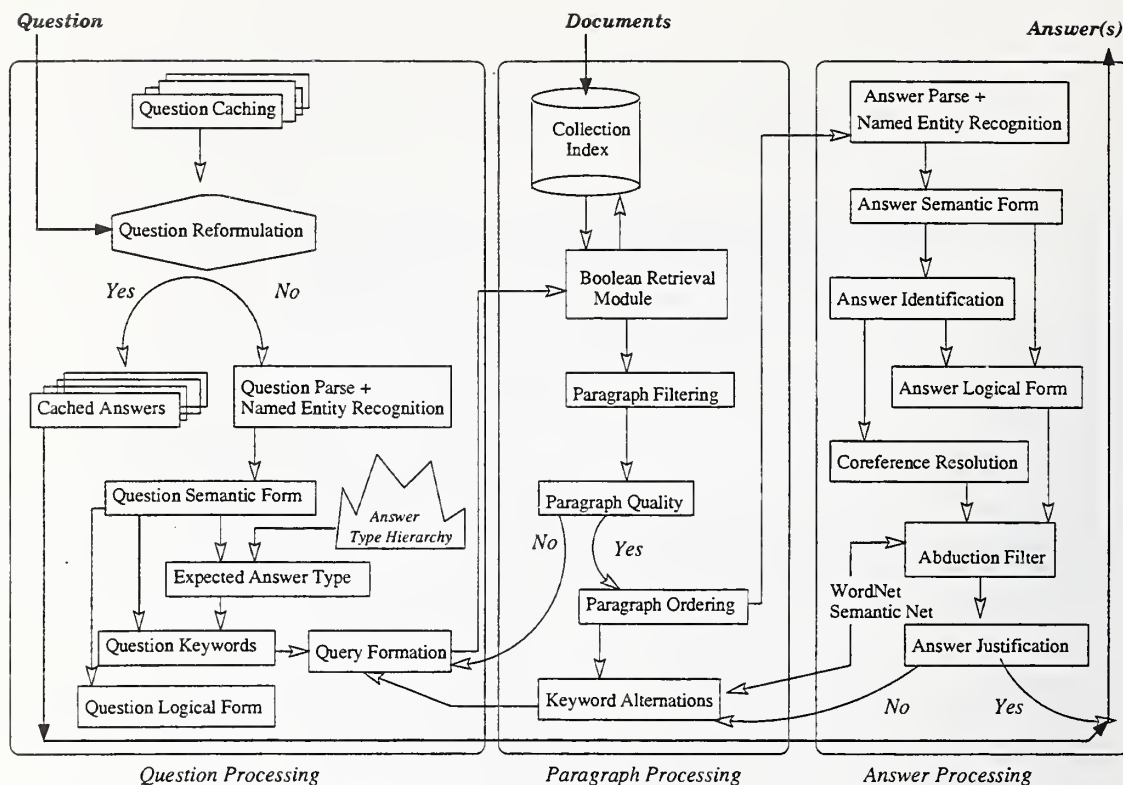 Question
Documents
Answer(s)
Question Caching
Question Reformulation
Yes
No
Cached Answers
Question Parse +
Named Entity Recognition
Question Semantic Form
Answer
Type Hierarchy
Expected Answer Type
Question Keywords
Query Formation
Question Logical Form
Question Processing
Collection
Index
Boolean Retrieval
Module
Paragraph Filtering
Paragraph Quality
No
Yes
Paragraph Ordering
Keyword Alternations
Paragraph Processing
Answer Parse +
Named Entity Recognition
Answer Semantic Form
Answer Identification
Answer Logical Form
Coreference Resolution
Abduction Filter
WordNet
Semantic Net
Answer Justification
No
Yes
Answer Processing